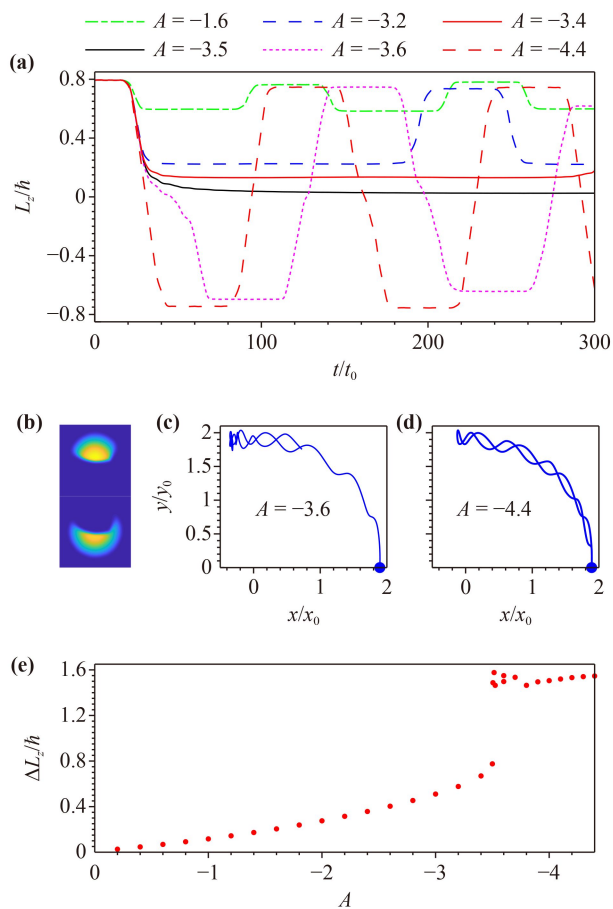 A = −1.6 A = −3.2 A = −3.4
A = −3.5 A = −3.6 A = −4.4
(a)
0.8
0.4
0
−0.4
−0.8
L_z/ħ
0 100 200 300
t/t_0
(b) (c) (d)
2
1.5
1
0.5
0
y/y_0
A = −3.6
0 1 2
x/x_0
A = −4.4
0 1 2
x/x_0
(e)
1.6
1.2
0.8
0.4
0
ΔL_z/ħ
0 −1 −2 −3 −4
A